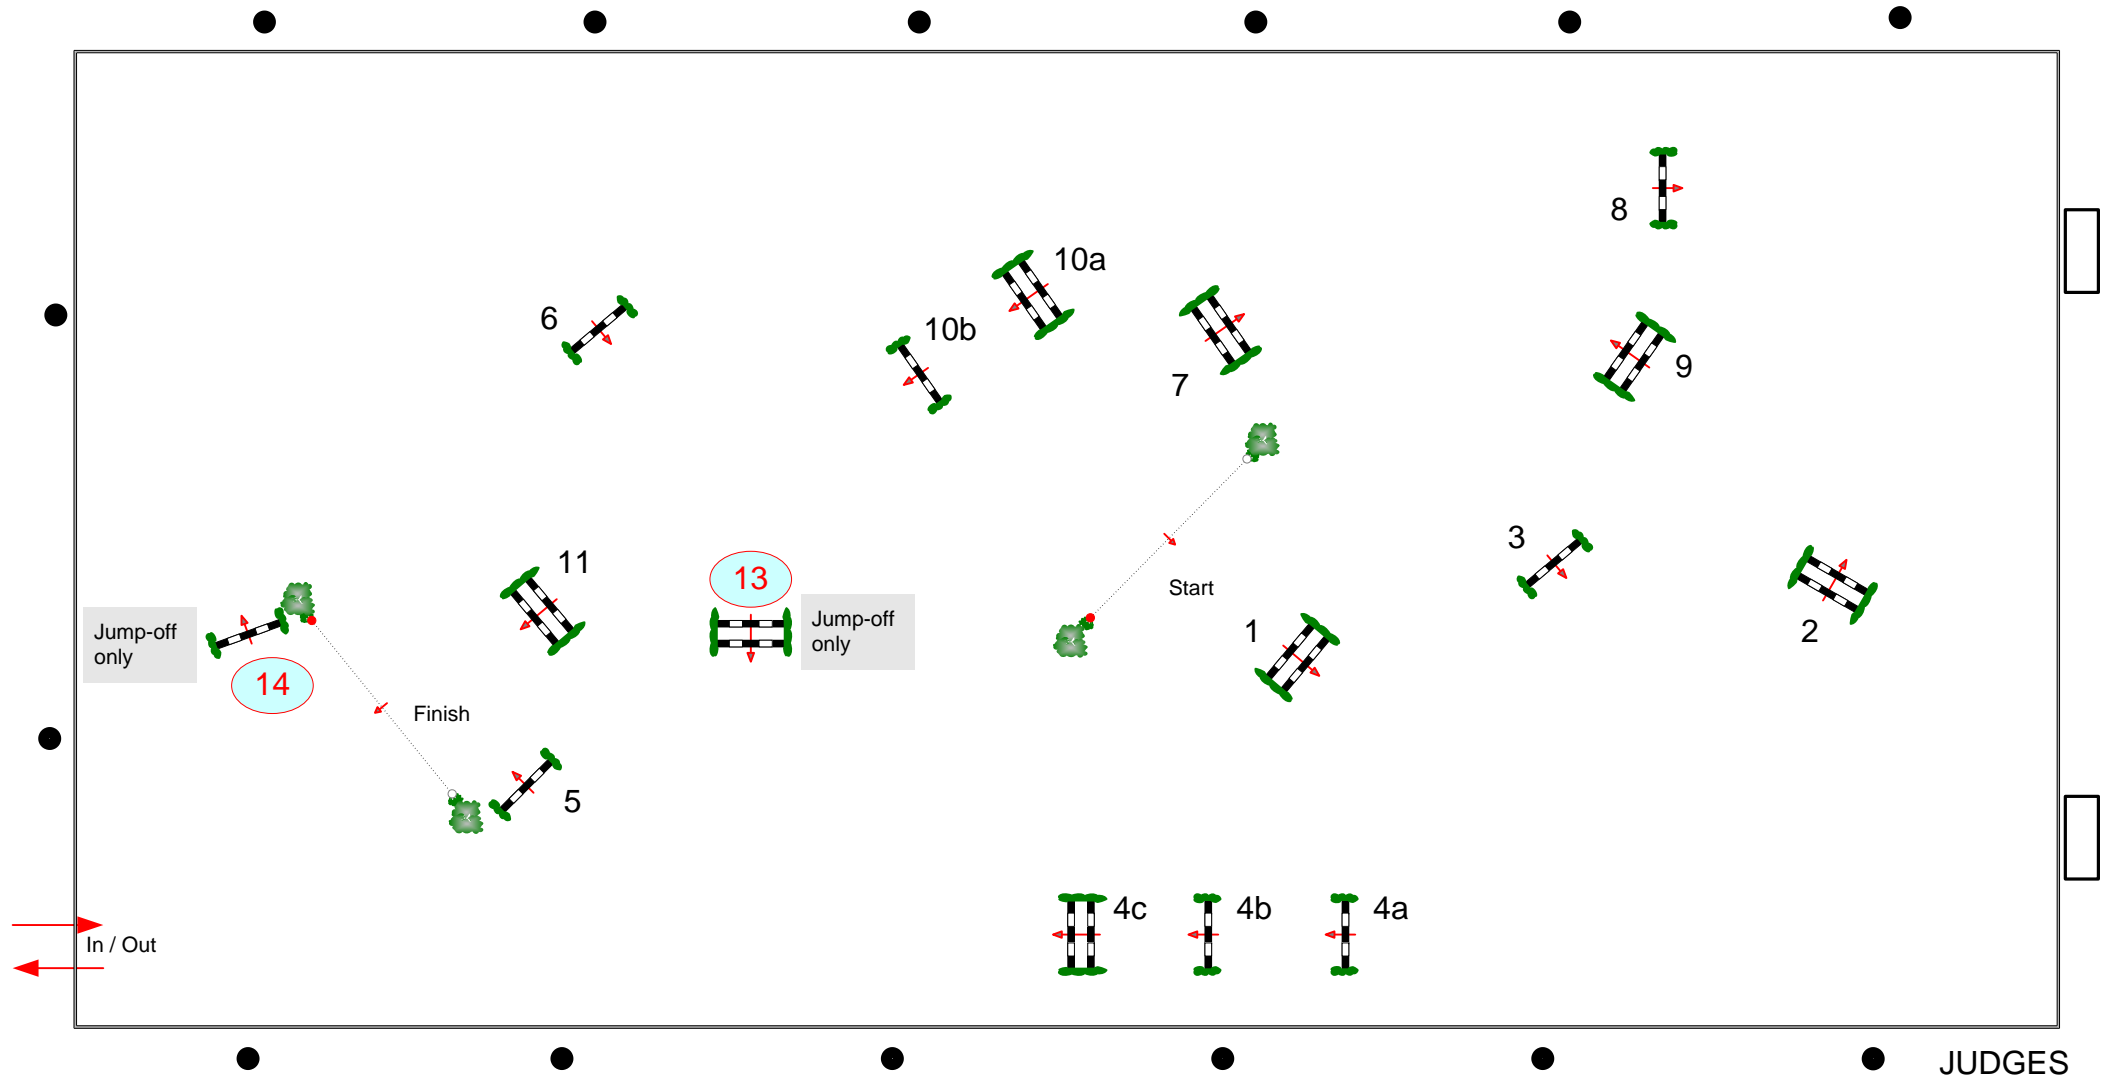 8
10a
6
10b
7
9
3
11
13
Start
Jump-off
only
Jump-off
only
1
2
14
Finish
5
4c
4b
4a
In / Out
JUDGES